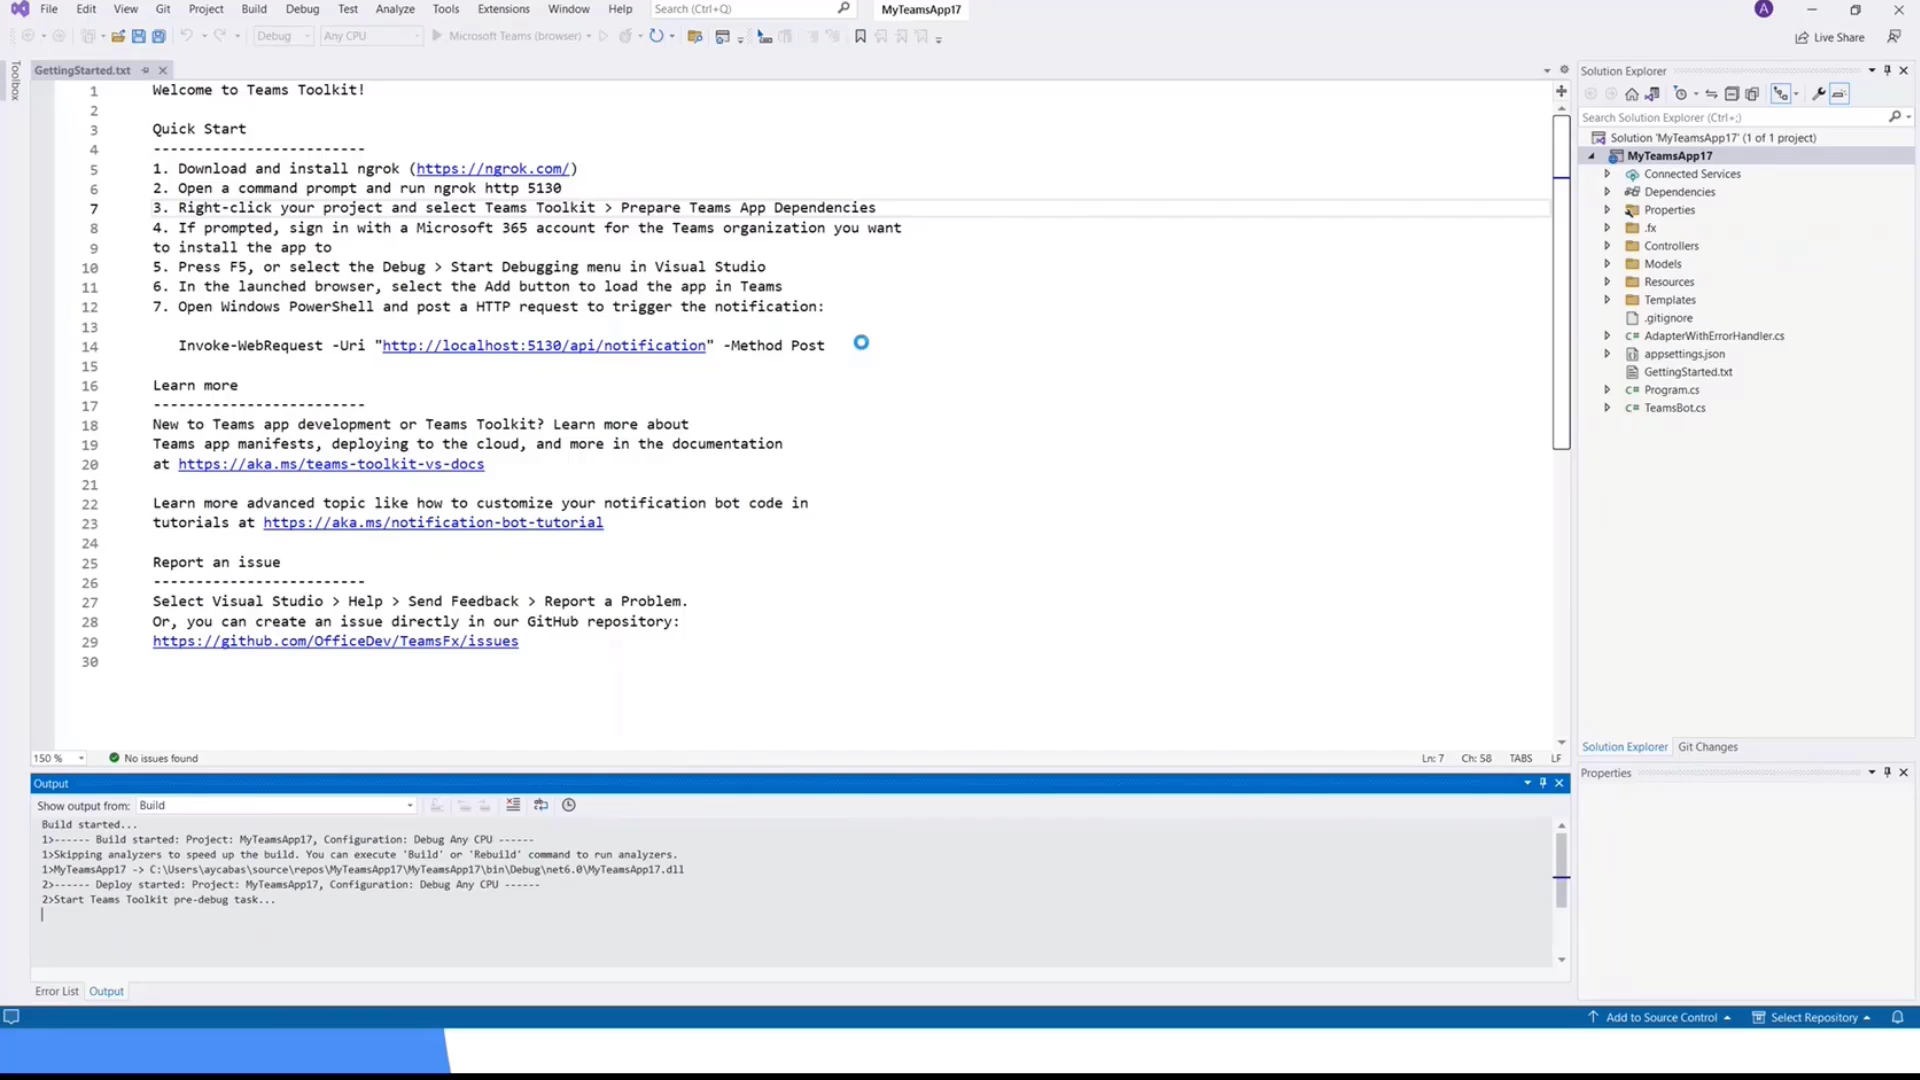 File Edit View Git Project Build Debug Test Analyze Tools Extensions Window Help Search (Ctrl+Q) MyTeamsApp17 A
Debug Any CPU Microsoft Teams (browser) Live Share
Toolbox
GettingStarted.txt
1 Welcome to Teams Toolkit!
2
3 Quick Start
4 -------------------------
5 1. Download and install ngrok (https://ngrok.com/)
6 2. Open a command prompt and run ngrok http 5130
7 3. Right-click your project and select Teams Toolkit > Prepare Teams App Dependencies
8 4. If prompted, sign in with a Microsoft 365 account for the Teams organization you want
9 to install the app to
10 5. Press F5, or select the Debug > Start Debugging menu in Visual Studio
11 6. In the launched browser, select the Add button to load the app in Teams
12 7. Open Windows PowerShell and post a HTTP request to trigger the notification:
13
14 Invoke-WebRequest -Uri "http://localhost:5130/api/notification" -Method Post
15
16 Learn more
17 -------------------------
18 New to Teams app development or Teams Toolkit? Learn more about
19 Teams app manifests, deploying to the cloud, and more in the documentation
20 at https://aka.ms/teams-toolkit-vs-docs
21
22 Learn more advanced topic like how to customize your notification bot code in
23 tutorials at https://aka.ms/notification-bot-tutorial
24
25 Report an issue
26 -------------------------
27 Select Visual Studio > Help > Send Feedback > Report a Problem.
28 Or, you can create an issue directly in our GitHub repository:
29 https://github.com/OfficeDev/TeamsFx/issues
30
150 % No issues found Ln: 7 Ch: 58 TABS LF
Output
Show output from: Build
Build started...
1>------ Build started: Project: MyTeamsApp17, Configuration: Debug Any CPU ------
1>Skipping analyzers to speed up the build. You can execute 'Build' or 'Rebuild' command to run analyzers.
1>MyTeamsApp17 -> C:\Users\aycabas\source\repos\MyTeamsApp17\MyTeamsApp17\bin\Debug\net6.0\MyTeamsApp17.dll
2>------ Deploy started: Project: MyTeamsApp17, Configuration: Debug Any CPU ------
2>Start Teams Toolkit pre-debug task...
Error List Output
Solution Explorer
Search Solution Explorer (Ctrl+;)
Solution 'MyTeamsApp17' (1 of 1 project)
MyTeamsApp17
Connected Services
Dependencies
Properties
.fx
Controllers
Models
Resources
Templates
.gitignore
C# AdapterWithErrorHandler.cs
appsettings.json
GettingStarted.txt
C# Program.cs
C# TeamsBot.cs
Solution Explorer Git Changes
Properties
Add to Source Control Select Repository